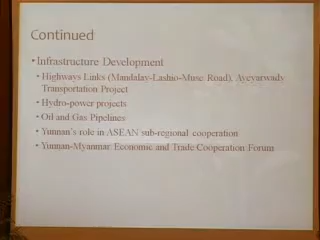 Continued
• Infrastructure Development
• Highways Links (Mandalay-Lashio-Muse Road), Ayeyarwady
Transportation Project
• Hydro-power projects
• Oil and Gas Pipelines
• Yunnan's role in ASEAN sub-regional cooperation
• Yunnan-Myanmar Economic and Trade Cooperation Forum